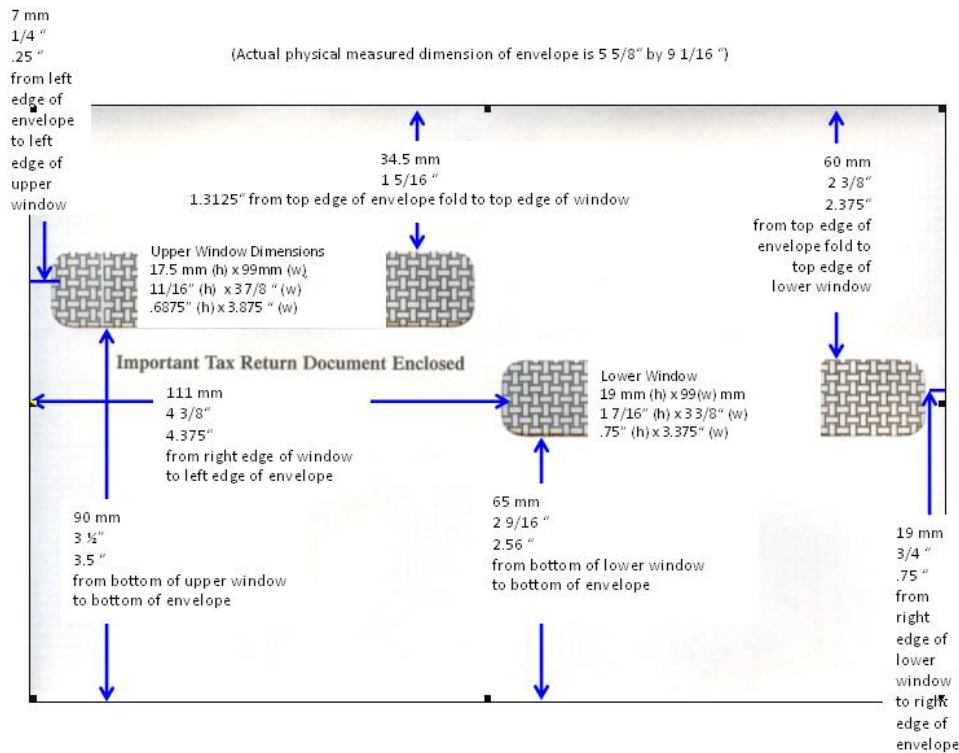 7 mm
1/4 “
.25 “
from left
edge of
envelope
to left
edge of
upper
window
(Actual physical measured dimension of envelope is 5 5/8” by 9 1/16 “)
34.5 mm
1 5/16 “
1.3125” from top edge of envelope fold to top edge of window
60 mm
2 3/8”
2.375”
from top edge of
envelope fold to
top edge of
lower window
Upper Window Dimensions
17.5 mm (h) x 99mm (w)
11/16” (h) x 3 7/8 “ (w)
.6875” (h) x 3.875 “ (w)
Important Tax Return Document Enclosed
Lower Window
19 mm (h) x 99(w) mm
1 7/16” (h) x 3 3/8” (w)
.75” (h) x 3.375” (w)
111 mm
4 3/8”
4.375”
from right edge of window
to left edge of envelope
90 mm
3 ½”
3.5 “
from bottom of upper window
to bottom of envelope
65 mm
2 9/16 “
2.56 “
from bottom of lower window
to bottom of envelope
19 mm
3/4 “
.75 “
from
right
edge of
lower
window
to right
edge of
envelope